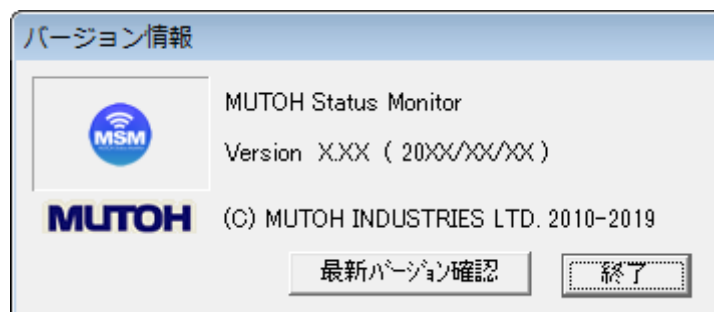 バージョン情報
MSM
MUTOH Status Monitor
Version X.XX ( 20XX/XX/XX )
MUTOH
(C) MUTOH INDUSTRIES LTD. 2010-2019
最新ﾊﾞｰｼﾞｮﾝ確認
終了